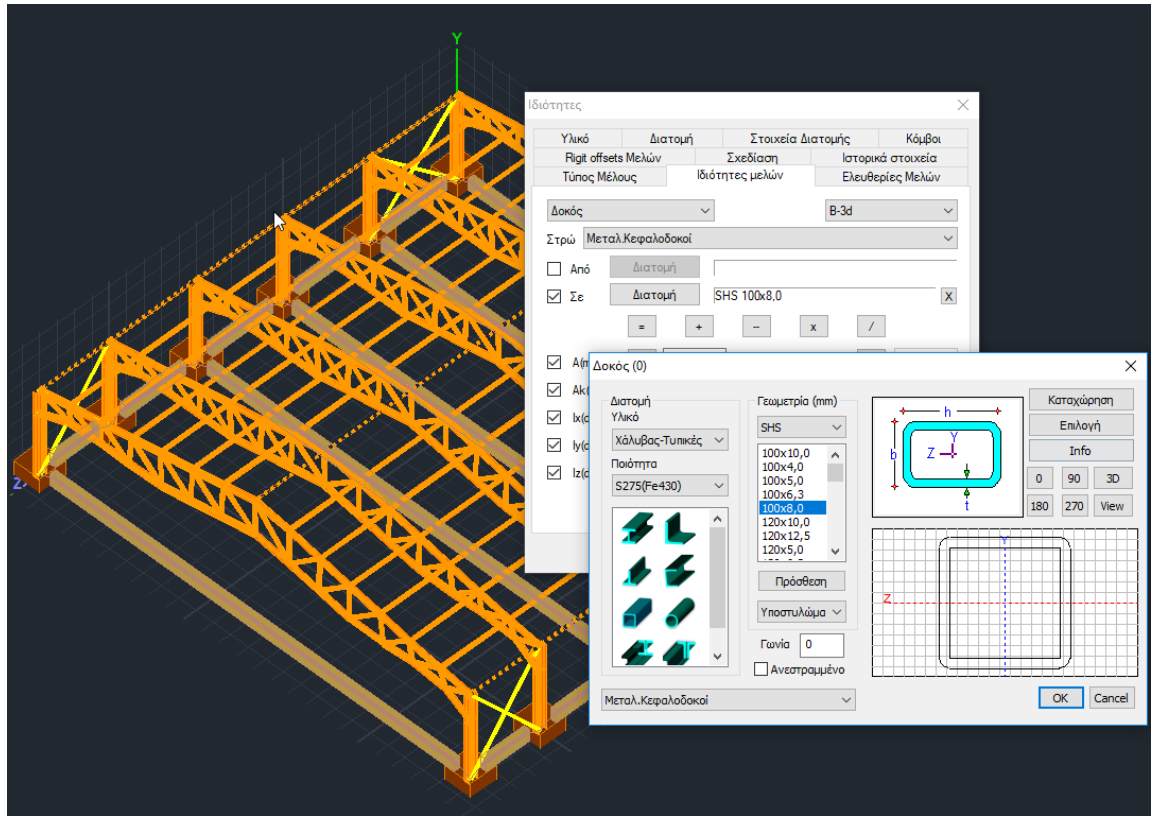 Y
Z
Ιδιότητες
Υλικό Διατομή Στοιχεία Διατομής Κόμβοι
Rigit offsets Μελών Σχεδίαση Ιστορικά στοιχεία
Τύπος Μέλους Ιδιότητες μελών Ελευθερίες Μελών
Δοκός B-3d
Στρώ Μεταλ.Κεφαλοδοκοί
Από Διατομή
Σε Διατομή SHS 100x8,0 X
= + -- x /
Δοκός (0)
Διατομή
Υλικό
Χάλυβας-Τυπικές
Ποιότητα
S275(Fe430)
Γεωμετρία (mm)
SHS
100x10,0
100x4,0
100x5,0
100x6,3
100x8,0
120x10,0
120x12,5
120x5,0
Πρόσθεση
Υποστυλώμα
Γωνία 0
Ανεστραμμένο
h
b
Y
Z
t
Καταχώρηση
Επιλογή
Info
0 90 3D
180 270 View
Y
Z
Μεταλ.Κεφαλοδοκοί
OK Cancel